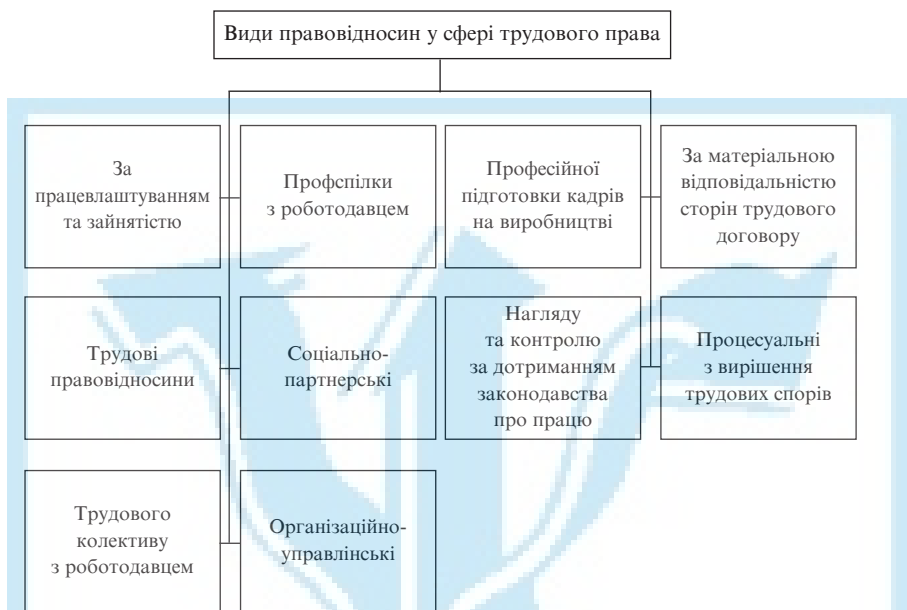 Види правовідносин у сфері трудового права
За
працевлаштуванням
та зайнятістю
Профспілки
з роботодавцем
Професійної
підготовки кадрів
на виробництві
За матеріальною
відповідальністю
сторін трудового
договору
Трудові
правовідносини
Соціально-
партнерські
Нагляду
та контролю
за дотриманням
законодавства
про працю
Процесуальні
з вирішення
трудових спорів
Трудового
колективу
з роботодавцем
Організаційно-
управлінські